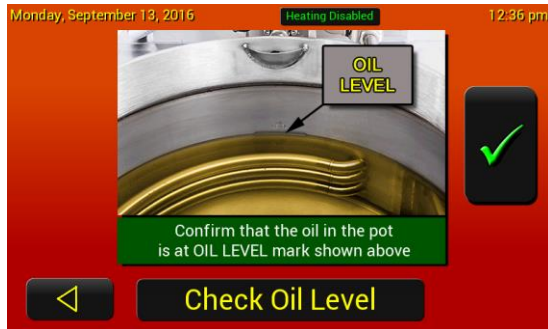 Monday, September 13, 2016
Heating Disabled
12:36 pm
OIL
LEVEL
Confirm that the oil in the pot
is at OIL LEVEL mark shown above
Check Oil Level